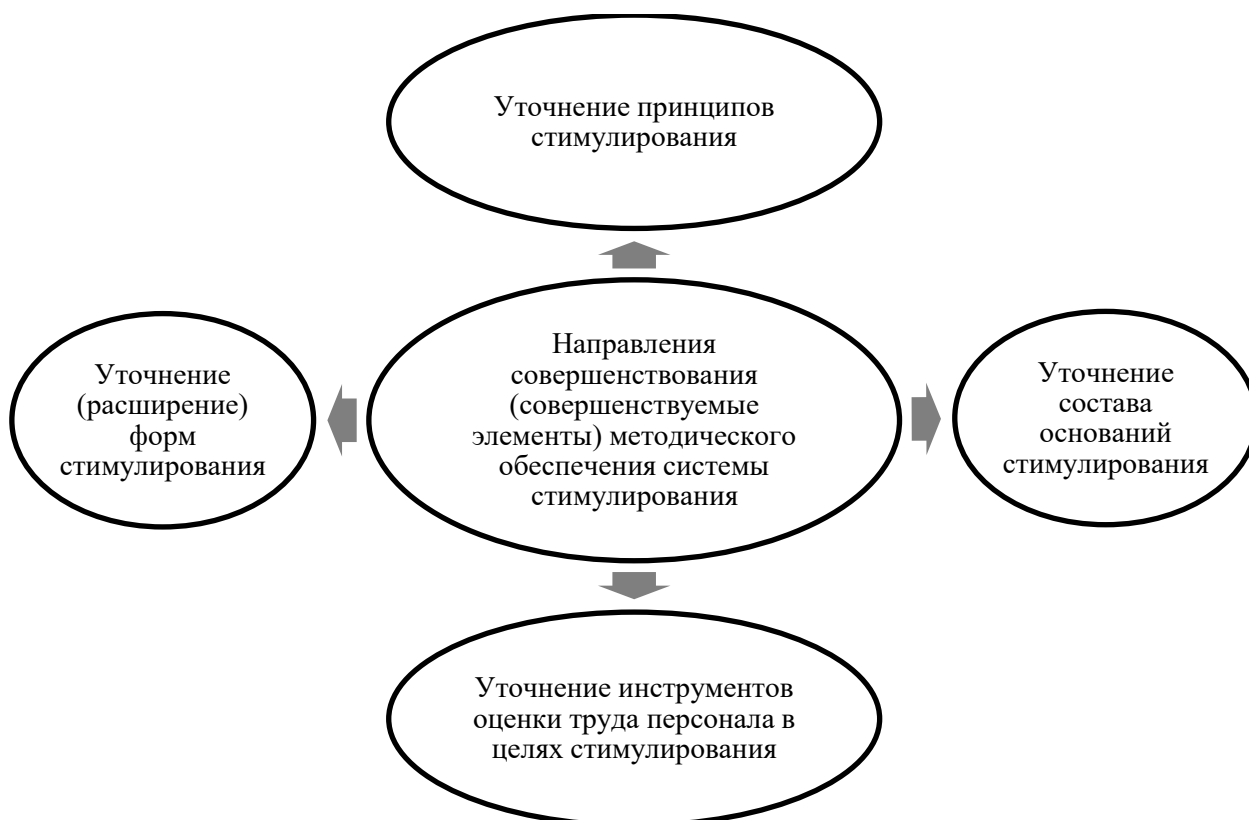 Уточнение принципов
стимулирования
Уточнение
(расширение)
форм
стимулирования
Направления
совершенствования
(совершенствуемые
элементы) методического
обеспечения системы
стимулирования
Уточнение
состава
оснований
стимулирования
Уточнение инструментов
оценки труда персонала в
целях стимулирования